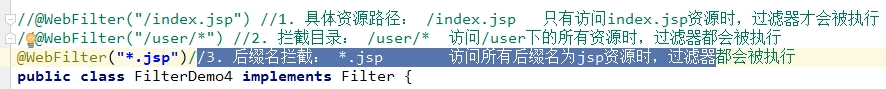 //@WebFilter("/index.jsp") //1. 具体资源路径： /index.jsp 只有访问index.jsp资源时，过滤器才会被执行
/@WebFilter("/user/*") //2. 拦截目录： /user/* 访问/user下的所有资源时，过滤器都会被执行
@WebFilter("*.jsp")//3. 后缀名拦截： *.jsp 访问所有后缀名为jsp资源时，过滤器都会被执行
public class FilterDemo4 implements Filter {